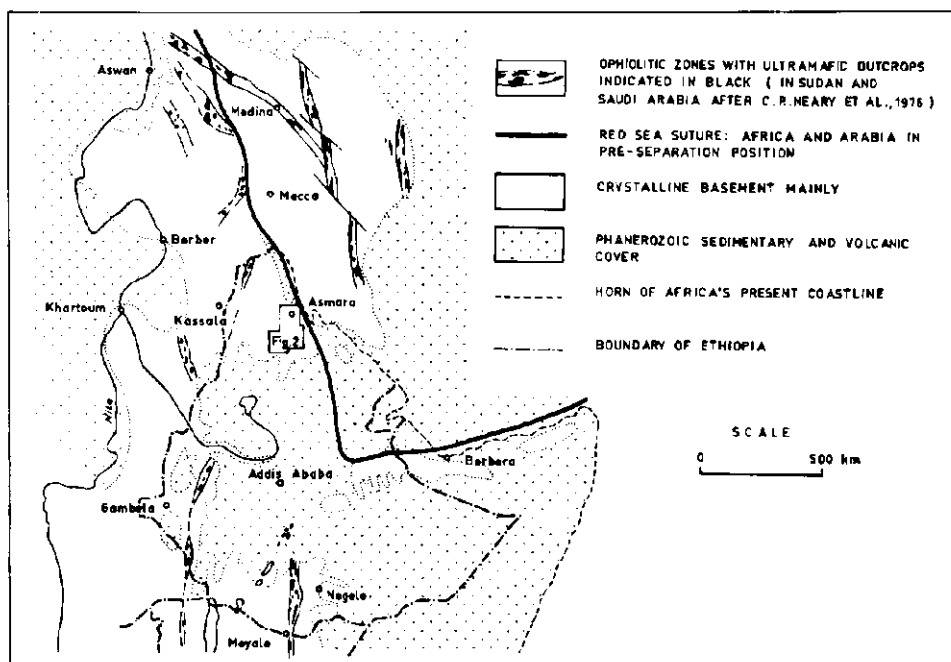 Aswan
Medina
Mecca
Berber
Khartoum
Kassala
Asmara
Fig.2
Nile
Addis Ababa
Berbera
Gambela
Negele
Moyale
OPHIOLITIC ZONES WITH ULTRAMAFIC OUTCROPS
INDICATED IN BLACK ( IN SUDAN AND
SAUDI ARABIA AFTER C.R.NEARY ET AL.,1976 )
RED SEA SUTURE: AFRICA AND ARABIA IN
PRE-SEPARATION POSITION
CRYSTALLINE BASEMENT MAINLY
PHANEROZOIC SEDIMENTARY AND VOLCANIC
COVER
HORN OF AFRICA'S PRESENT COASTLINE
BOUNDARY OF ETHIOPIA
SCALE
0 500 km